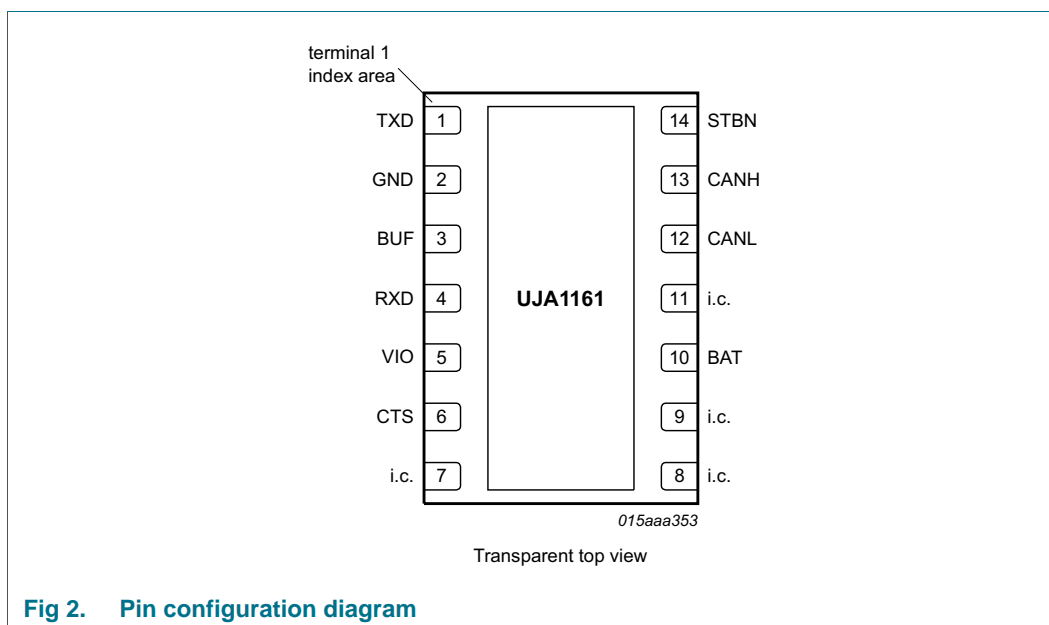 terminal 1
index area
TXD 1
14 STBN
GND 2
13 CANH
BUF 3
12 CANL
RXD 4
UJA1161
11 i.c.
VIO 5
10 BAT
CTS 6
9 i.c.
i.c. 7
8 i.c.
015aaa353
Transparent top view
Fig 2. Pin configuration diagram